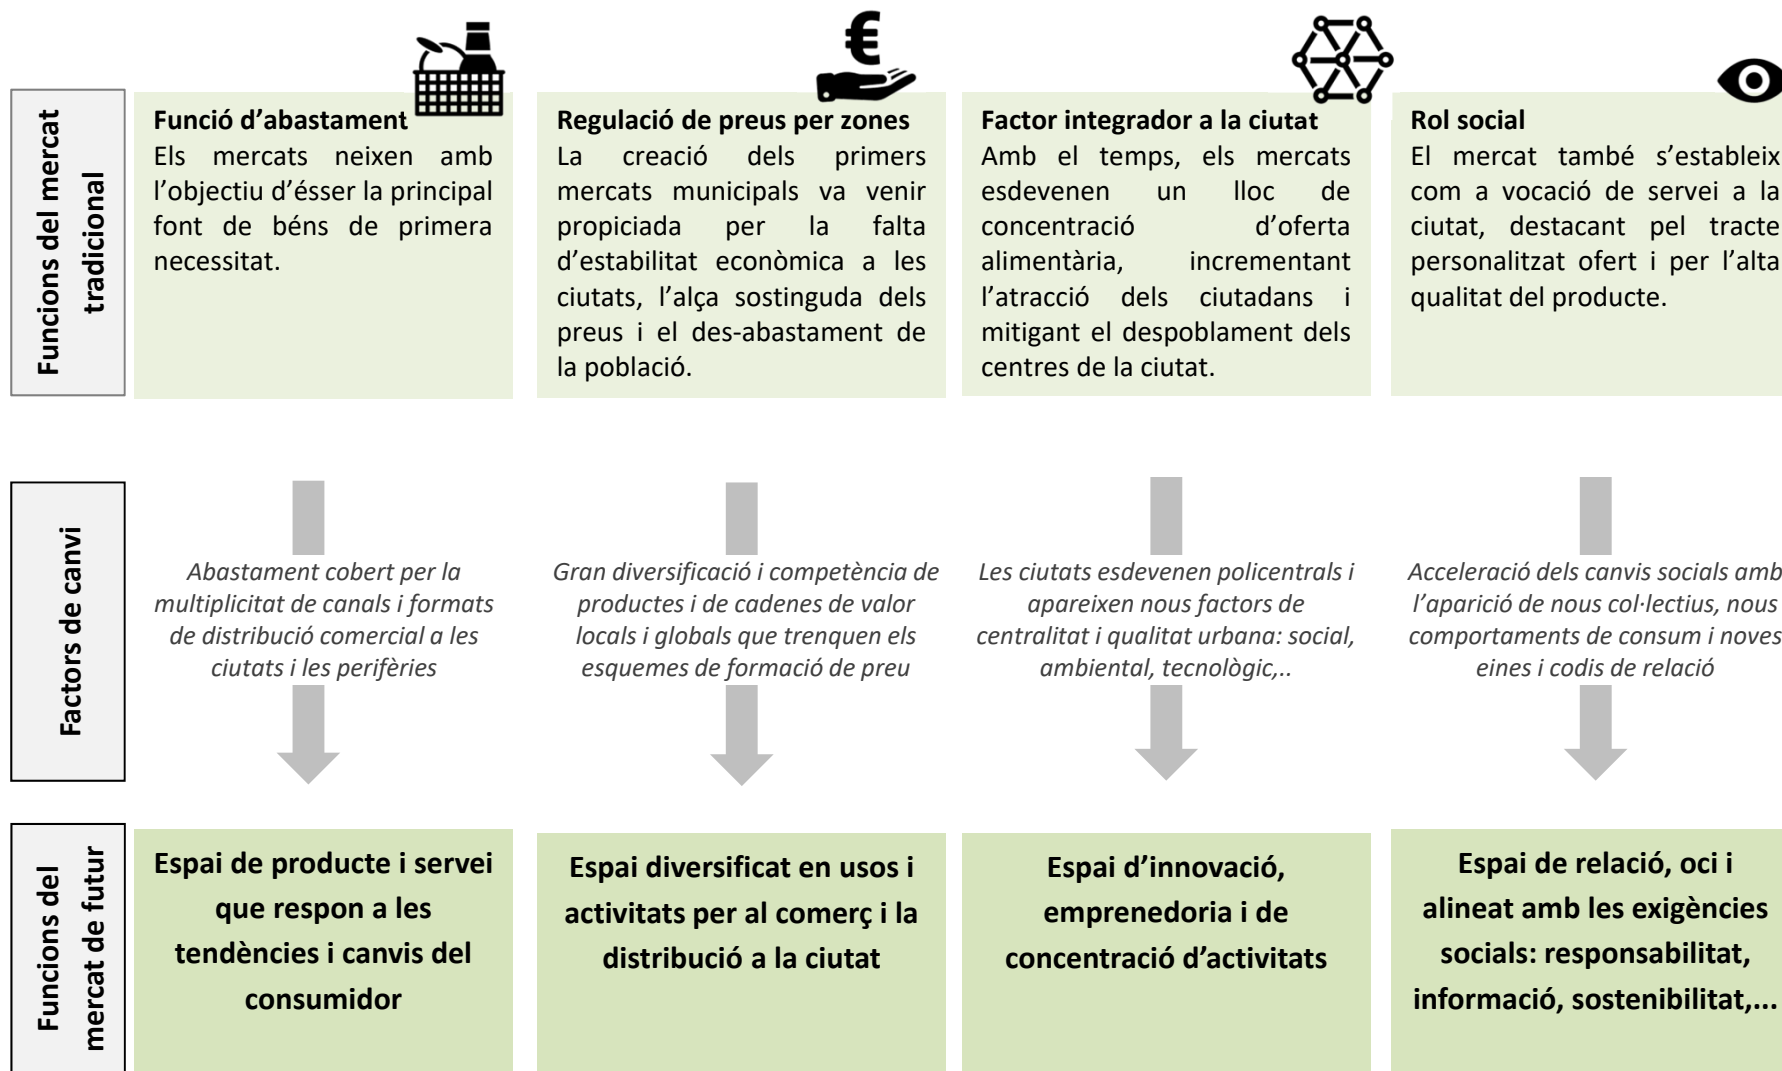 Funcions del mercat
tradicional
Funció d’abastament
Els mercats neixen amb
l’objectiu d’ésser la principal
font de béns de primera
necessitat.
Regulació de preus per zones
La creació dels primers
mercats municipals va venir
propiciada per la falta
d’estabilitat econòmica a les
ciutats, l’alça sostinguda dels
preus i el des-abastament de
la població.
Factor integrador a la ciutat
Amb el temps, els mercats
esdevenen un lloc de
concentració d’oferta
alimentària, incrementant
l’atracció dels ciutadans i
mitigant el despoblament dels
centres de la ciutat.
Rol social
El mercat també s’estableix
com a vocació de servei a la
ciutat, destacant pel tracte
personalitzat ofert i per l’alta
qualitat del producte.
Factors de canvi
Abastament cobert per la
multiplicitat de canals i formats
de distribució comercial a les
ciutats i les perifèries
Gran diversificació i competència de
productes i de cadenes de valor
locals i globals que trenquen els
esquemes de formació de preu
Les ciutats esdevenen policentrals i
apareixen nous factors de
centralitat i qualitat urbana: social,
ambiental, tecnològic,..
Acceleració dels canvis socials amb
l’aparició de nous col·lectius, nous
comportaments de consum i noves
eines i codis de relació
Funcions del
mercat de futur
Espai de producte i servei
que respon a les
tendències i canvis del
consumidor
Espai diversificat en usos i
activitats per al comerç i la
distribució a la ciutat
Espai d’innovació,
emprenedoria i de
concentració d’activitats
Espai de relació, oci i
alineat amb les exigències
socials: responsabilitat,
informació, sostenibilitat,...